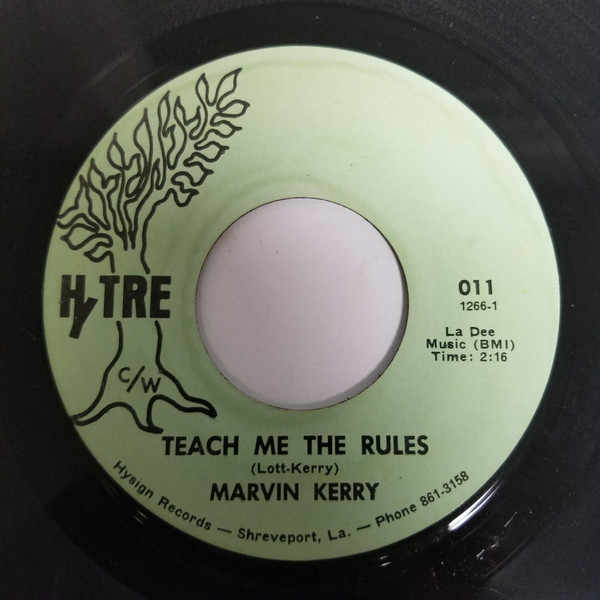 HyTRE
C/W
011
1266-1
La Dee
Music (BMI)
Time: 2:16
TEACH ME THE RULES
(Lott-Kerry)
MARVIN KERRY
Hysign Records — Shreveport, La. — Phone 861-3158